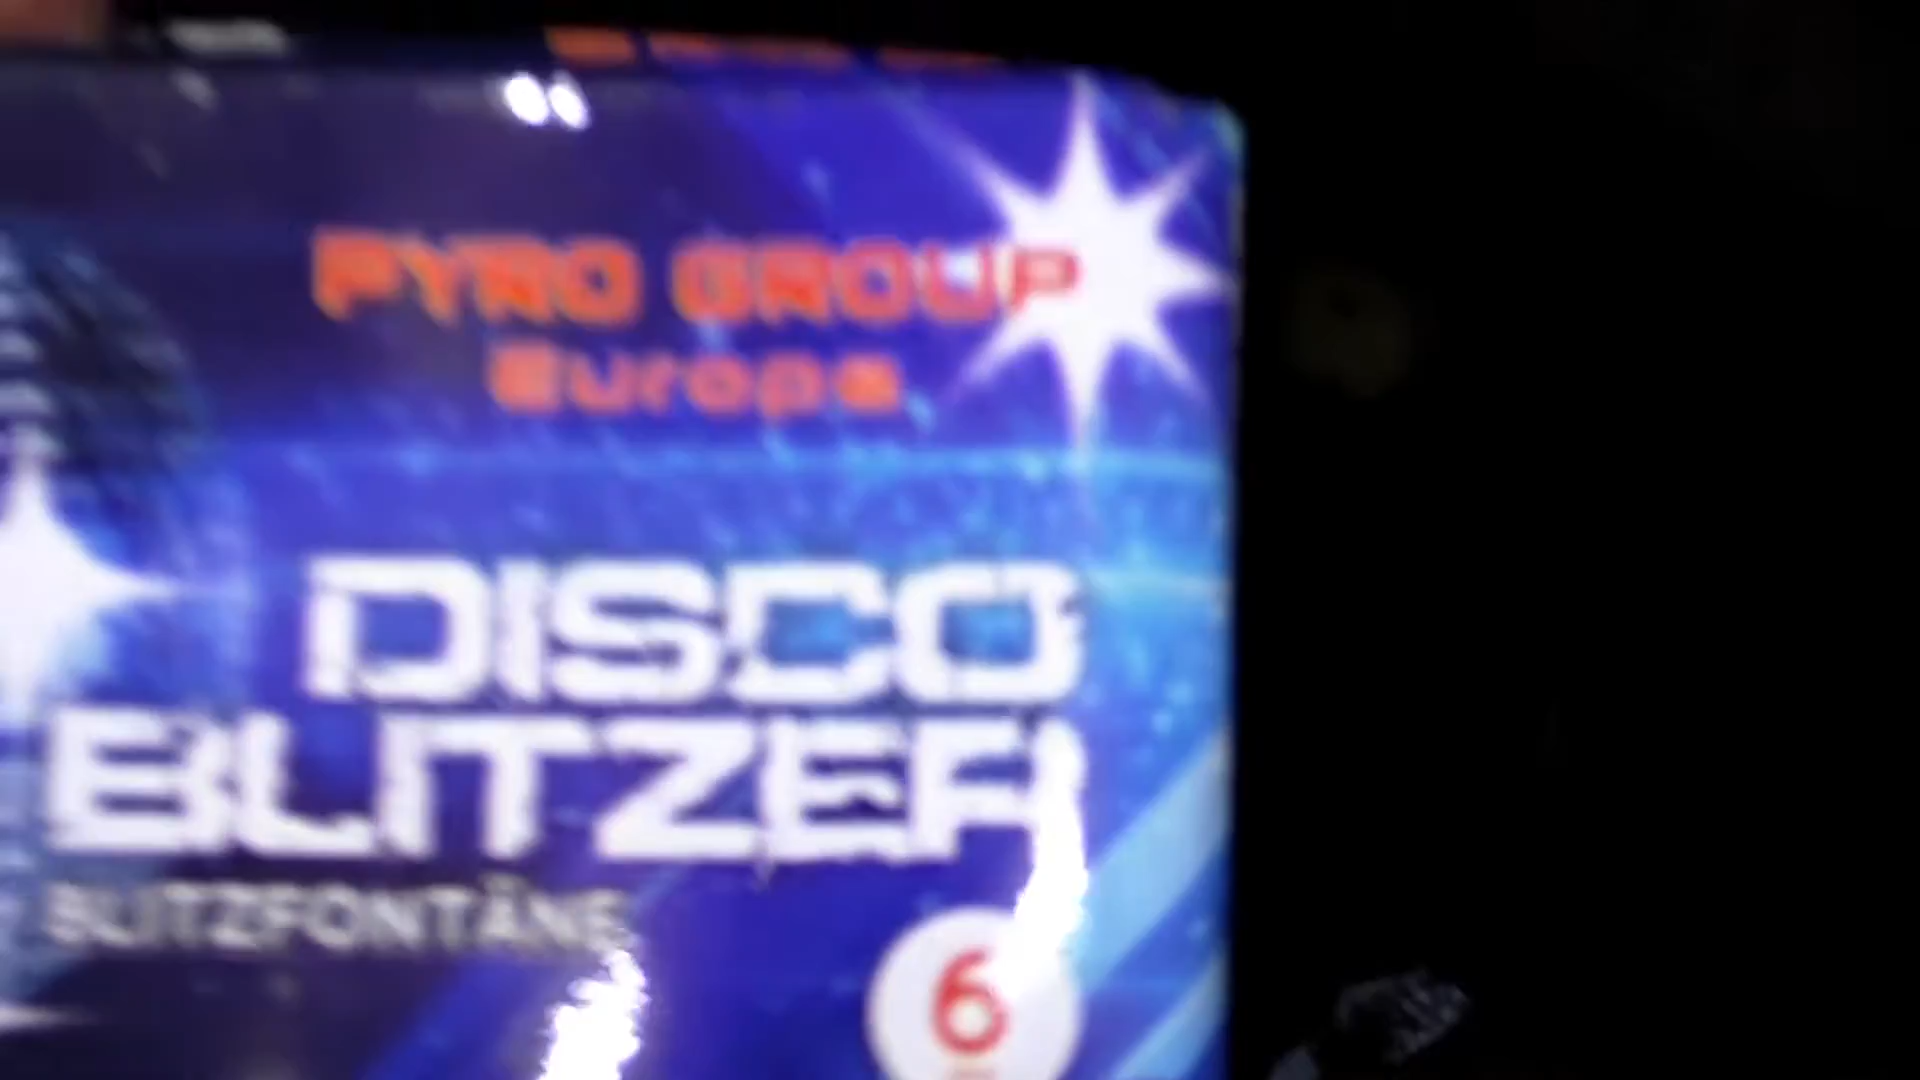 PYRO GROUP
Europe
DISCO
BLITZER
BLITZFONTÄNE
6